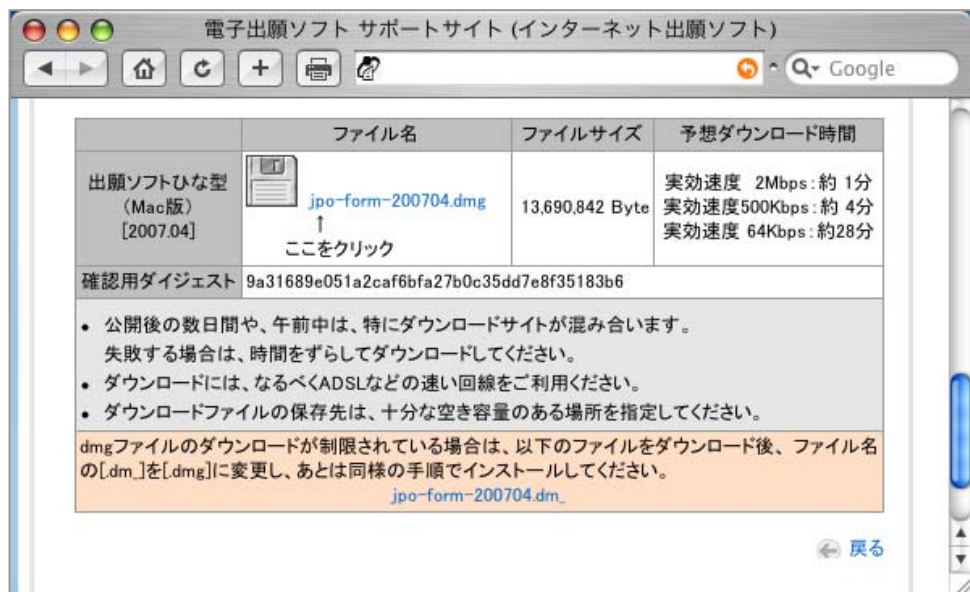 電子出願ソフト サポートサイト (インターネット出願ソフト)
Google
ファイル名 ファイルサイズ 予想ダウンロード時間
出願ソフトひな型
(Mac版)
[2007.04]
jpo-form-200704.dmg
↑
ここをクリック
13,690,842 Byte
実効速度 2Mbps:約 1分
実効速度500Kbps:約 4分
実効速度 64Kbps:約28分
確認用ダイジェスト 9a31689e051a2caf6bfa27b0c35dd7e8f35183b6
• 公開後の数日間や、午前中は、特にダウンロードサイトが混み合います。
失敗する場合は、時間をずらしてダウンロードしてください。
• ダウンロードには、なるべくADSLなどの速い回線をご利用ください。
• ダウンロードファイルの保存先は、十分な空き容量のある場所を指定してください。
dmgファイルのダウンロードが制限されている場合は、以下のファイルをダウンロード後、ファイル名
の[.dm_]を[.dmg]に変更し、あとは同様の手順でインストールしてください。
jpo-form-200704.dm_
戻る